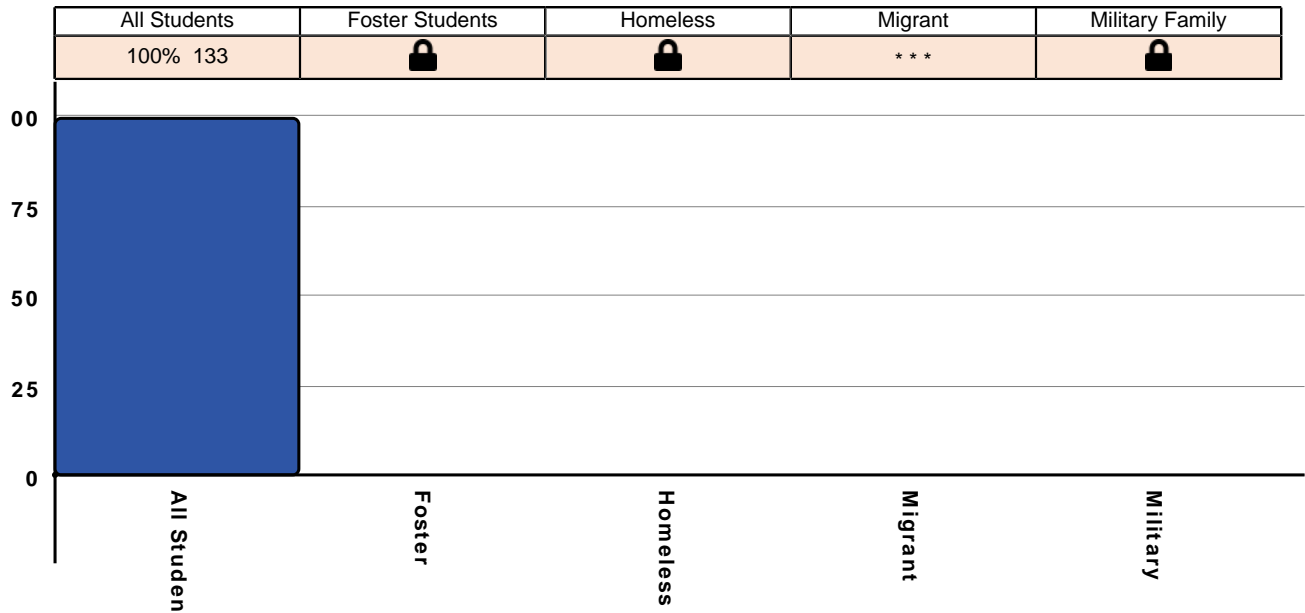 All Students Foster Students Homeless Migrant Military Family
100% 133 * * *
00
75
50
25
0
All Studen
Foster
Homeless
Migrant
Military